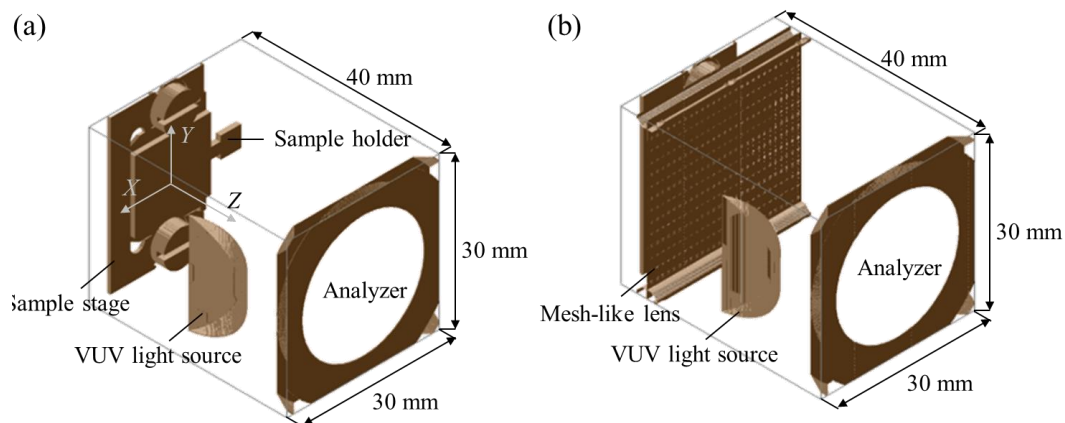 (a)
40 mm
Sample holder
Y
X
Z
30 mm
Analyzer
Sample stage
VUV light source
30 mm
(b)
40 mm
30 mm
Analyzer
Mesh-like lens
VUV light source
30 mm